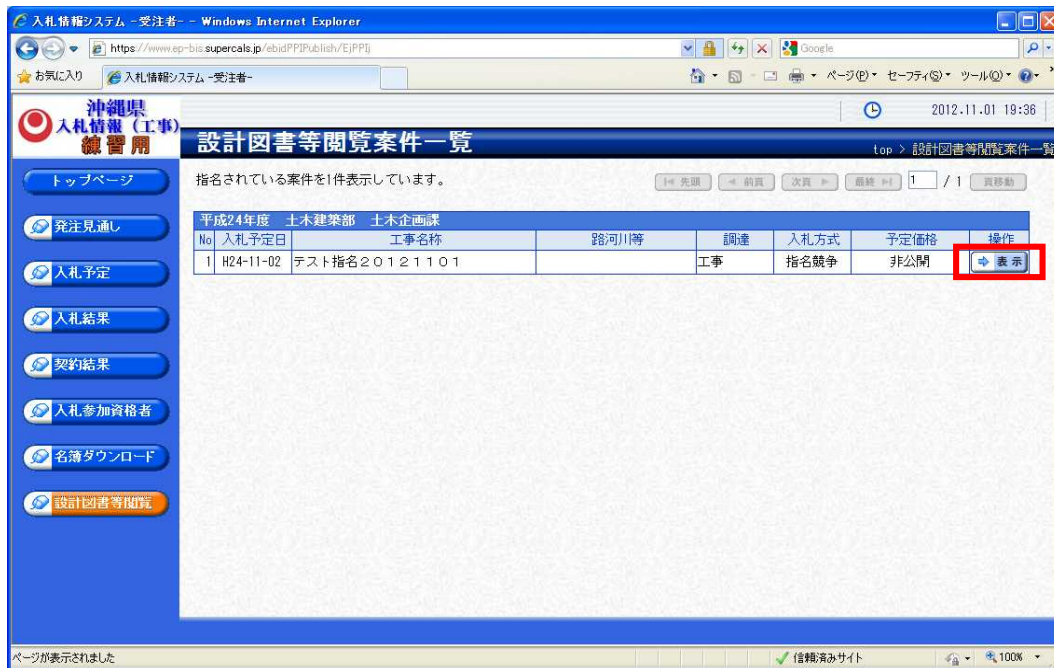 入札情報システム -受注者- - Windows Internet Explorer
https://www.ep-bis.supercals.jp/ebidPPIPublish/EjPPIj
Google
お気に入り
入札情報システム -受注者-
ページ(P)
セーフティ(S)
ツール(O)
沖縄県
入札情報（工事）
練習用
2012.11.01 19:36
設計図書等閲覧案件一覧
top > 設計図書等閲覧案件一覧
トップページ
発注見通し
入札予定
入札結果
契約結果
入札参加資格者
名簿ダウンロード
設計図書等閲覧
指名されている案件を1件表示しています。
先頭 前頁 次頁 最終 1 / 1 頁移動
平成24年度 土木建築部 土木企画課
No 入札予定日 工事名称 路河川等 調達 入札方式 予定価格 操作
1 H24-11-02 テスト指名２０１２１１０１ 工事 指名競争 非公開 表示
ページが表示されました
信頼済みサイト
100%